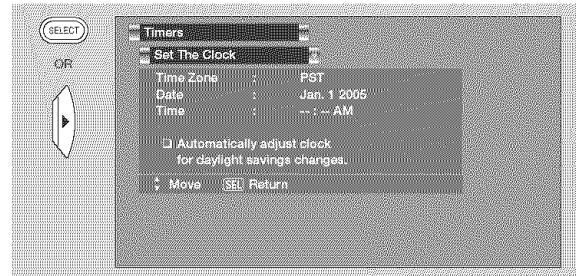 SELECT
OR
Timers
Set The Clock
Time Zone : PST
Date : Jan. 1 2005
Time : -- : -- AM
❏ Automatically adjust clock
for daylight savings changes.
Move SEL Return